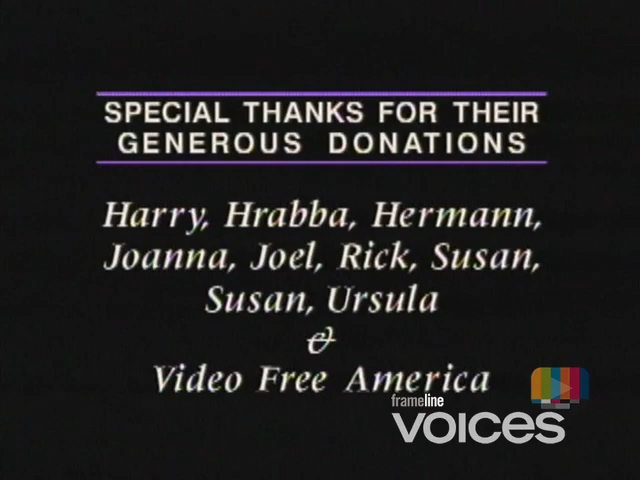 SPECIAL THANKS FOR THEIR
GENEROUS DONATIONS
Harry, Hrabba, Hermann,
Joanna, Joel, Rick, Susan,
Susan, Ursula
&
Video Free America
frameline
voices